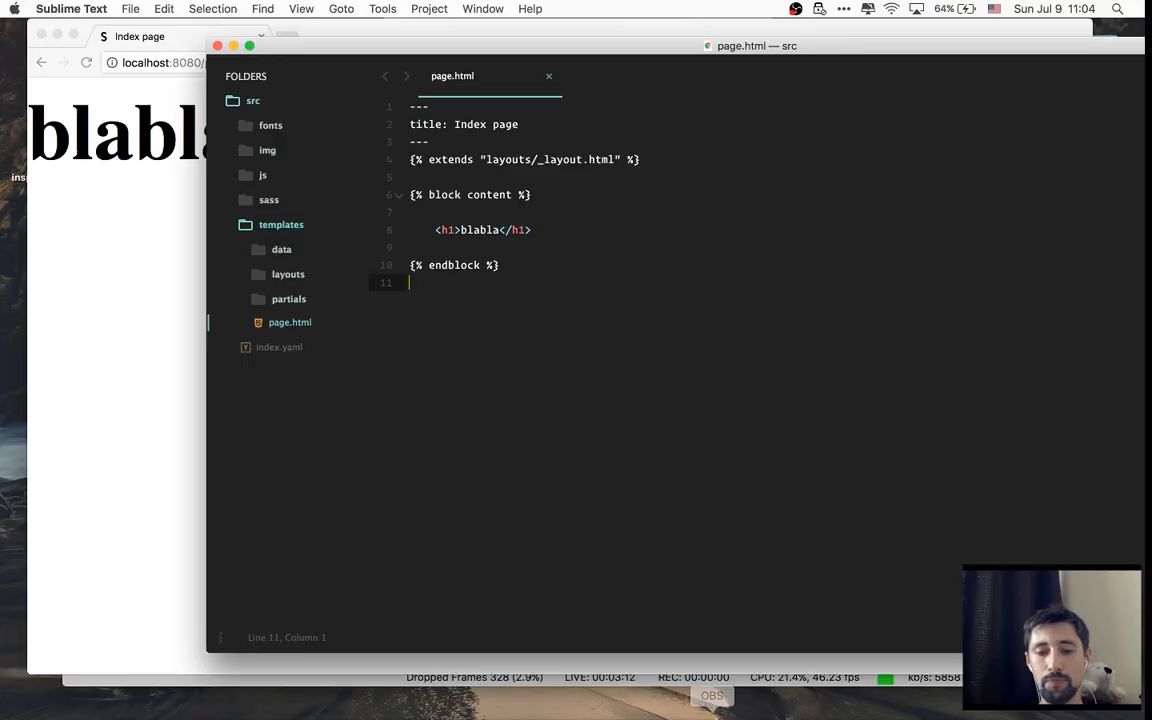 Sublime Text File Edit Selection Find View Goto Tools Project Window Help 64% Sun Jul 9 11:04
Index page
localhost:8080/
blabl
page.html — src
FOLDERS
src
fonts
img
js
sass
templates
data
layouts
partials
page.html
index.yaml
page.html
1 ---
2 title: Index page
3 ---
4 {% extends "layouts/_layout.html" %}
5
6 {% block content %}
7
8 <h1>blabla</h1>
9
10 {% endblock %}
11
Line 11, Column 1
Dropped Frames 328 (2.9%) LIVE: 00:03:12 REC: 00:00:00 CPU: 21.4%, 46.23 fps kb/s: 5858
OBS